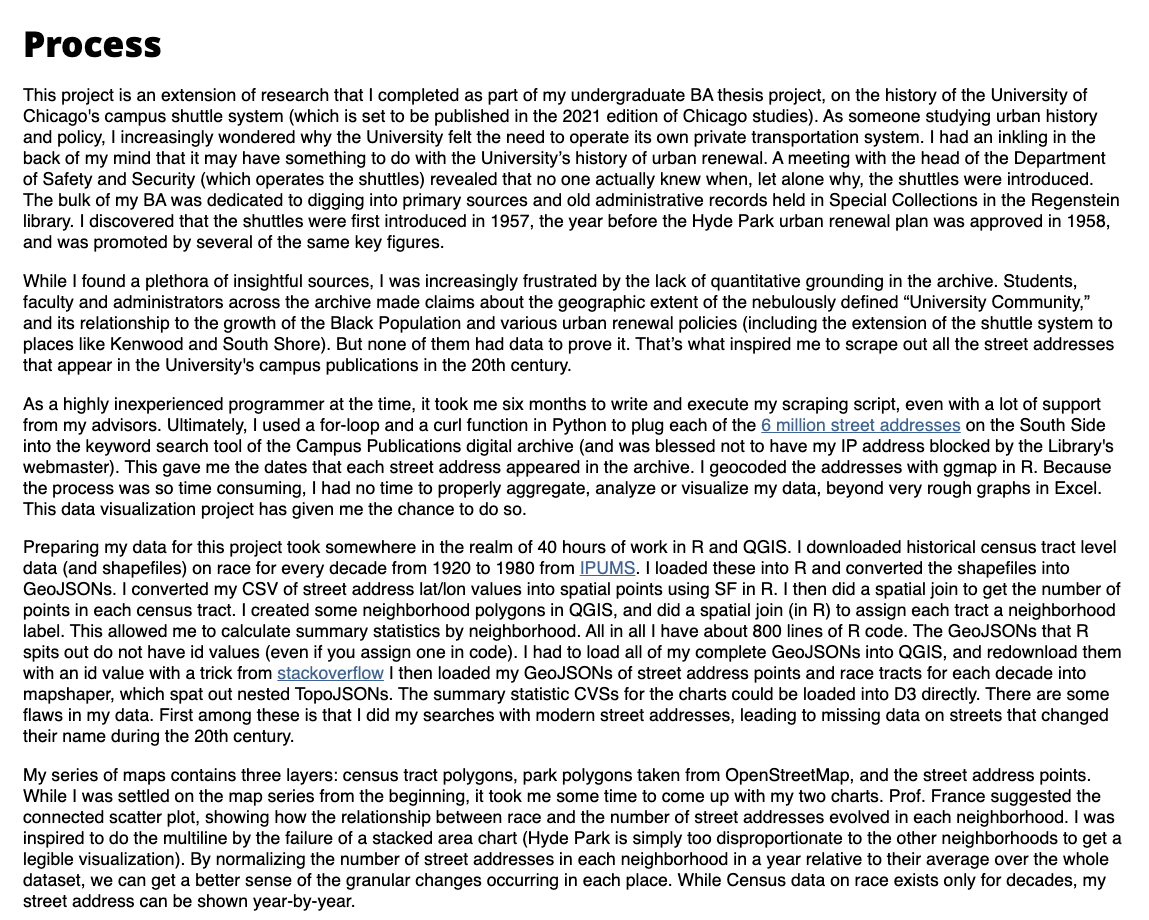 Process
This project is an extension of research that I completed as part of my undergraduate BA thesis project, on the history of the University of
Chicago's campus shuttle system (which is set to be published in the 2021 edition of Chicago studies). As someone studying urban history
and policy, I increasingly wondered why the University felt the need to operate its own private transportation system. I had an inkling in the
back of my mind that it may have something to do with the University’s history of urban renewal. A meeting with the head of the Department
of Safety and Security (which operates the shuttles) revealed that no one actually knew when, let alone why, the shuttles were introduced.
The bulk of my BA was dedicated to digging into primary sources and old administrative records held in Special Collections in the Regenstein
library. I discovered that the shuttles were first introduced in 1957, the year before the Hyde Park urban renewal plan was approved in 1958,
and was promoted by several of the same key figures.
While I found a plethora of insightful sources, I was increasingly frustrated by the lack of quantitative grounding in the archive. Students,
faculty and administrators across the archive made claims about the geographic extent of the nebulously defined “University Community,”
and its relationship to the growth of the Black Population and various urban renewal policies (including the extension of the shuttle system to
places like Kenwood and South Shore). But none of them had data to prove it. That’s what inspired me to scrape out all the street addresses
that appear in the University's campus publications in the 20th century.
As a highly inexperienced programmer at the time, it took me six months to write and execute my scraping script, even with a lot of support
from my advisors. Ultimately, I used a for-loop and a curl function in Python to plug each of the 6 million street addresses on the South Side
into the keyword search tool of the Campus Publications digital archive (and was blessed not to have my IP address blocked by the Library's
webmaster). This gave me the dates that each street address appeared in the archive. I geocoded the addresses with ggmap in R. Because
the process was so time consuming, I had no time to properly aggregate, analyze or visualize my data, beyond very rough graphs in Excel.
This data visualization project has given me the chance to do so.
Preparing my data for this project took somewhere in the realm of 40 hours of work in R and QGIS. I downloaded historical census tract level
data (and shapefiles) on race for every decade from 1920 to 1980 from IPUMS. I loaded these into R and converted the shapefiles into
GeoJSONs. I converted my CSV of street address lat/lon values into spatial points using SF in R. I then did a spatial join to get the number of
points in each census tract. I created some neighborhood polygons in QGIS, and did a spatial join (in R) to assign each tract a neighborhood
label. This allowed me to calculate summary statistics by neighborhood. All in all I have about 800 lines of R code. The GeoJSONs that R
spits out do not have id values (even if you assign one in code). I had to load all of my complete GeoJSONs into QGIS, and redownload them
with an id value with a trick from stackoverflow I then loaded my GeoJSONs of street address points and race tracts for each decade into
mapshaper, which spat out nested TopoJSONs. The summary statistic CVSs for the charts could be loaded into D3 directly. There are some
flaws in my data. First among these is that I did my searches with modern street addresses, leading to missing data on streets that changed
their name during the 20th century.
My series of maps contains three layers: census tract polygons, park polygons taken from OpenStreetMap, and the street address points.
While I was settled on the map series from the beginning, it took me some time to come up with my two charts. Prof. France suggested the
connected scatter plot, showing how the relationship between race and the number of street addresses evolved in each neighborhood. I was
inspired to do the multiline by the failure of a stacked area chart (Hyde Park is simply too disproportionate to the other neighborhoods to get a
legible visualization). By normalizing the number of street addresses in each neighborhood in a year relative to their average over the whole
dataset, we can get a better sense of the granular changes occurring in each place. While Census data on race exists only for decades, my
street address can be shown year-by-year.